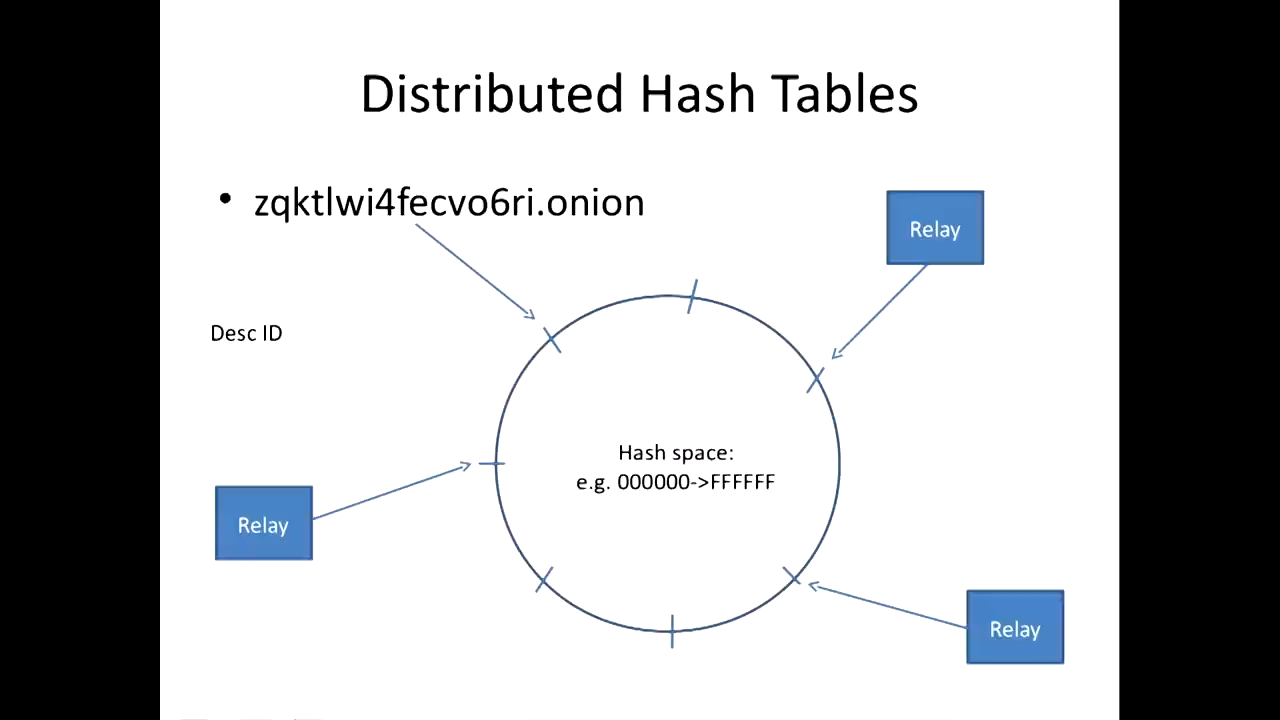 Distributed Hash Tables
• zqktlwi4fecvo6ri.onion
Relay
Desc ID
Hash space:
e.g. 000000->FFFFFF
Relay
Relay